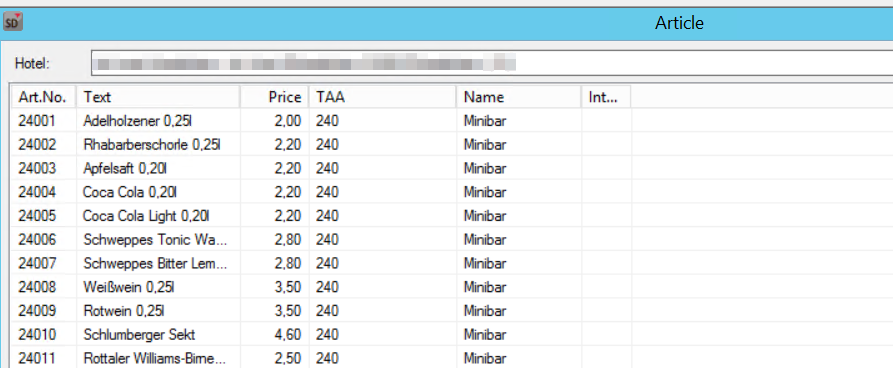 SD
Article
Hotel:
Art.No. Text Price TAA Name Int...
24001 Adelholzener 0,25l 2,00 240 Minibar
24002 Rhabarberschorle 0,25l 2,20 240 Minibar
24003 Apfelsaft 0,20l 2,20 240 Minibar
24004 Coca Cola 0,20l 2,20 240 Minibar
24005 Coca Cola Light 0,20l 2,20 240 Minibar
24006 Schweppes Tonic Wa... 2,80 240 Minibar
24007 Schweppes Bitter Lem... 2,80 240 Minibar
24008 Weißwein 0,25l 3,50 240 Minibar
24009 Rotwein 0,25l 3,50 240 Minibar
24010 Schlumberger Sekt 4,60 240 Minibar
24011 Rottaler Williams-Birne... 2,50 240 Minibar